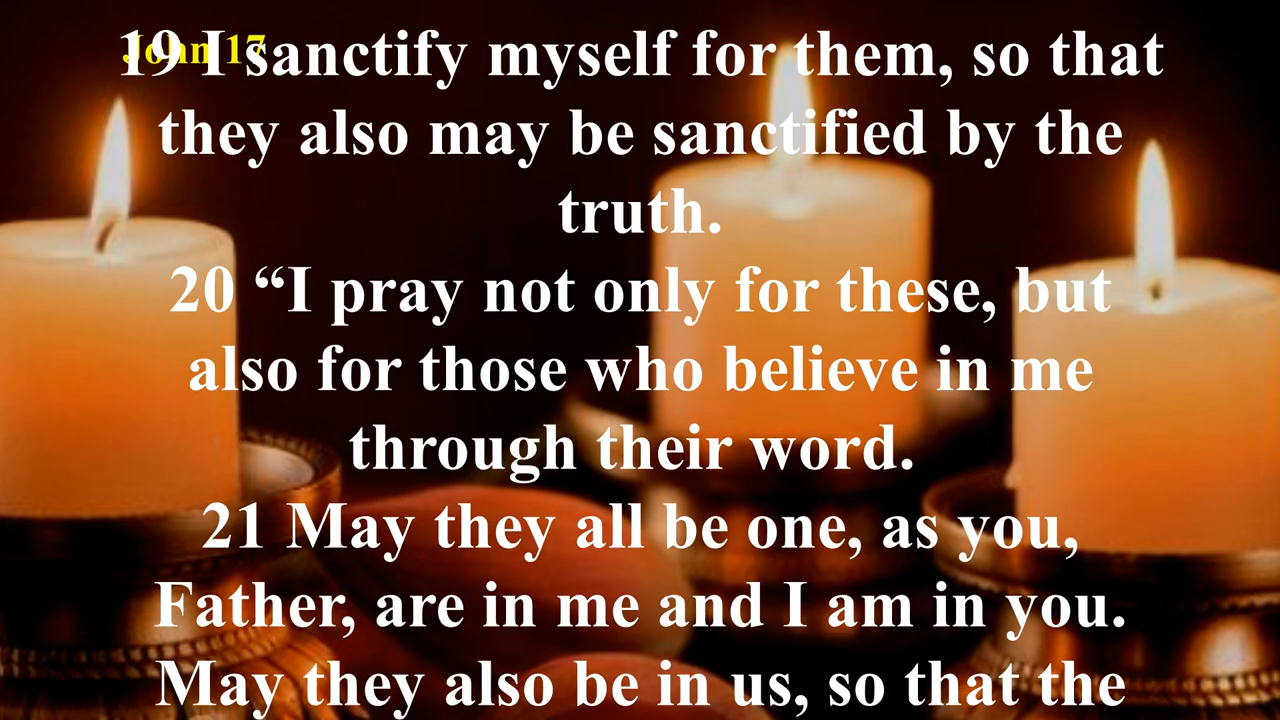 John 17
19 I sanctify myself for them, so that
they also may be sanctified by the
truth.
20 “I pray not only for these, but
also for those who believe in me
through their word.
21 May they all be one, as you,
Father, are in me and I am in you.
May they also be in us, so that the